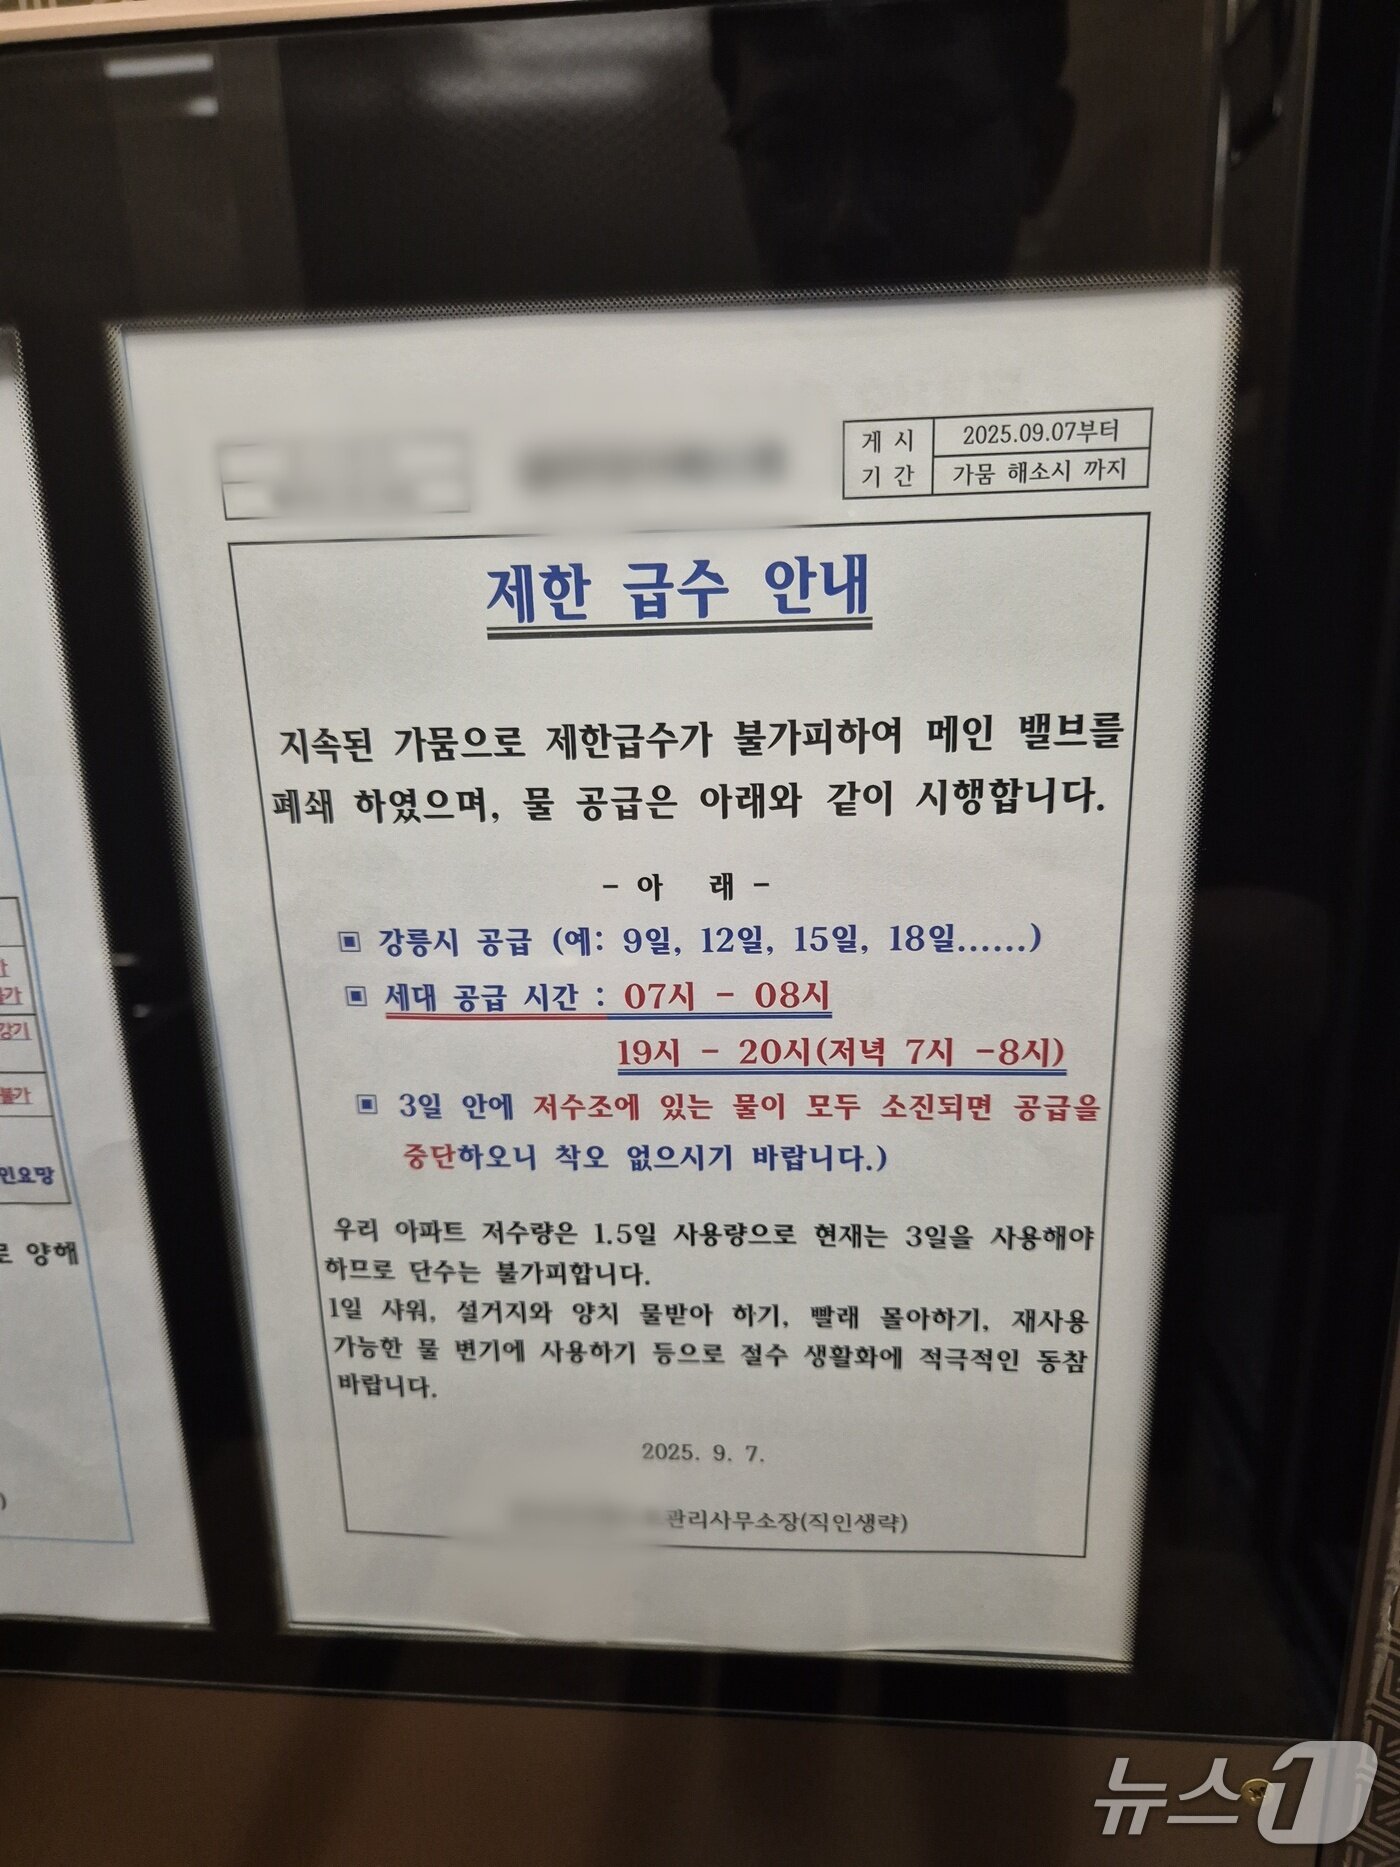 게 시 2025.09.07부터
기 간 가뭄 해소시 까지
제한 급수 안내
지속된 가뭄으로 제한급수가 불가피하여 메인 밸브를
폐쇄 하였으며, 물 공급은 아래와 같이 시행합니다.
- 아 래 -
▣ 강릉시 공급 (예: 9일, 12일, 15일, 18일......)
▣ 세대 공급 시간 : 07시 - 08시
19시 - 20시(저녁 7시 -8시)
▣ 3일 안에 저수조에 있는 물이 모두 소진되면 공급을
중단하오니 착오 없으시기 바랍니다.)
우리 아파트 저수량은 1.5일 사용량으로 현재는 3일을 사용해야
하므로 단수는 불가피합니다.
1일 샤워, 설거지와 양치 물받아 하기, 빨래 몰아하기, 재사용
가능한 물 변기에 사용하기 등으로 절수 생활화에 적극적인 동참
바랍니다.
2025. 9. 7.
관리사무소장(직인생략)
불가
인요망
로 양해
뉴스1